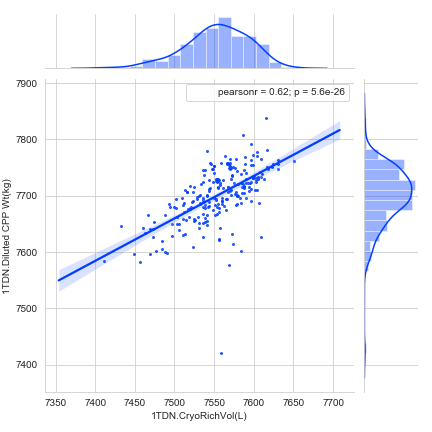 pearsonr = 0.62; p = 5.6e-26
7900
7800
7700
7600
7500
7400
1TDN.Diluted CPP Wt(kg)
7350 7400 7450 7500 7550 7600 7650 7700
1TDN.CryoRichVol(L)